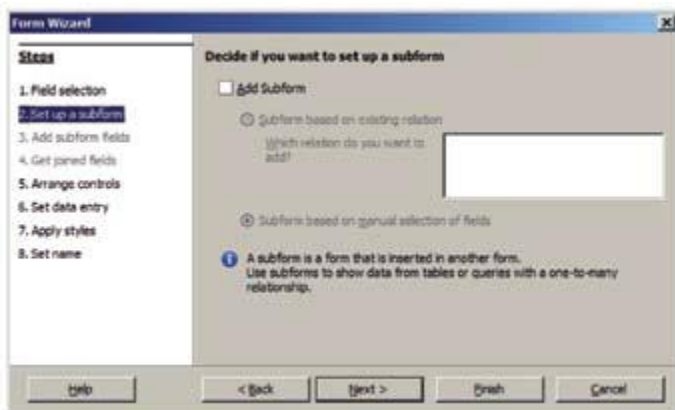 Form Wizard
Steps
1. Field selection
2. Set up a subform
3. Add subform fields
4. Get joined fields
5. Arrange controls
6. Set data entry
7. Apply styles
8. Set name
Decide if you want to set up a subform
Add Subform
Subform based on existing relation
Which relation do you want to
add?
Subform based on manual selection of fields
A subform is a form that is inserted in another form.
Use subforms to show data from tables or queries with a one-to-many
relationship.
Help
< Back
Next >
Finish
Cancel